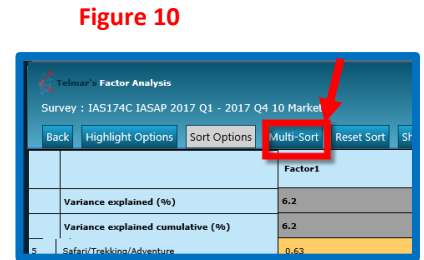 Figure 10
Telmar's Factor Analysis
Survey : IAS174C IASAP 2017 Q1 - 2017 Q4 10 Market
Back Highlight Options Sort Options Multi-Sort Reset Sort Sh
Factor1
Variance explained (%) 6.2
Variance explained cumulative (%) 6.2
5 Safari/Trekking/Adventure 0.63